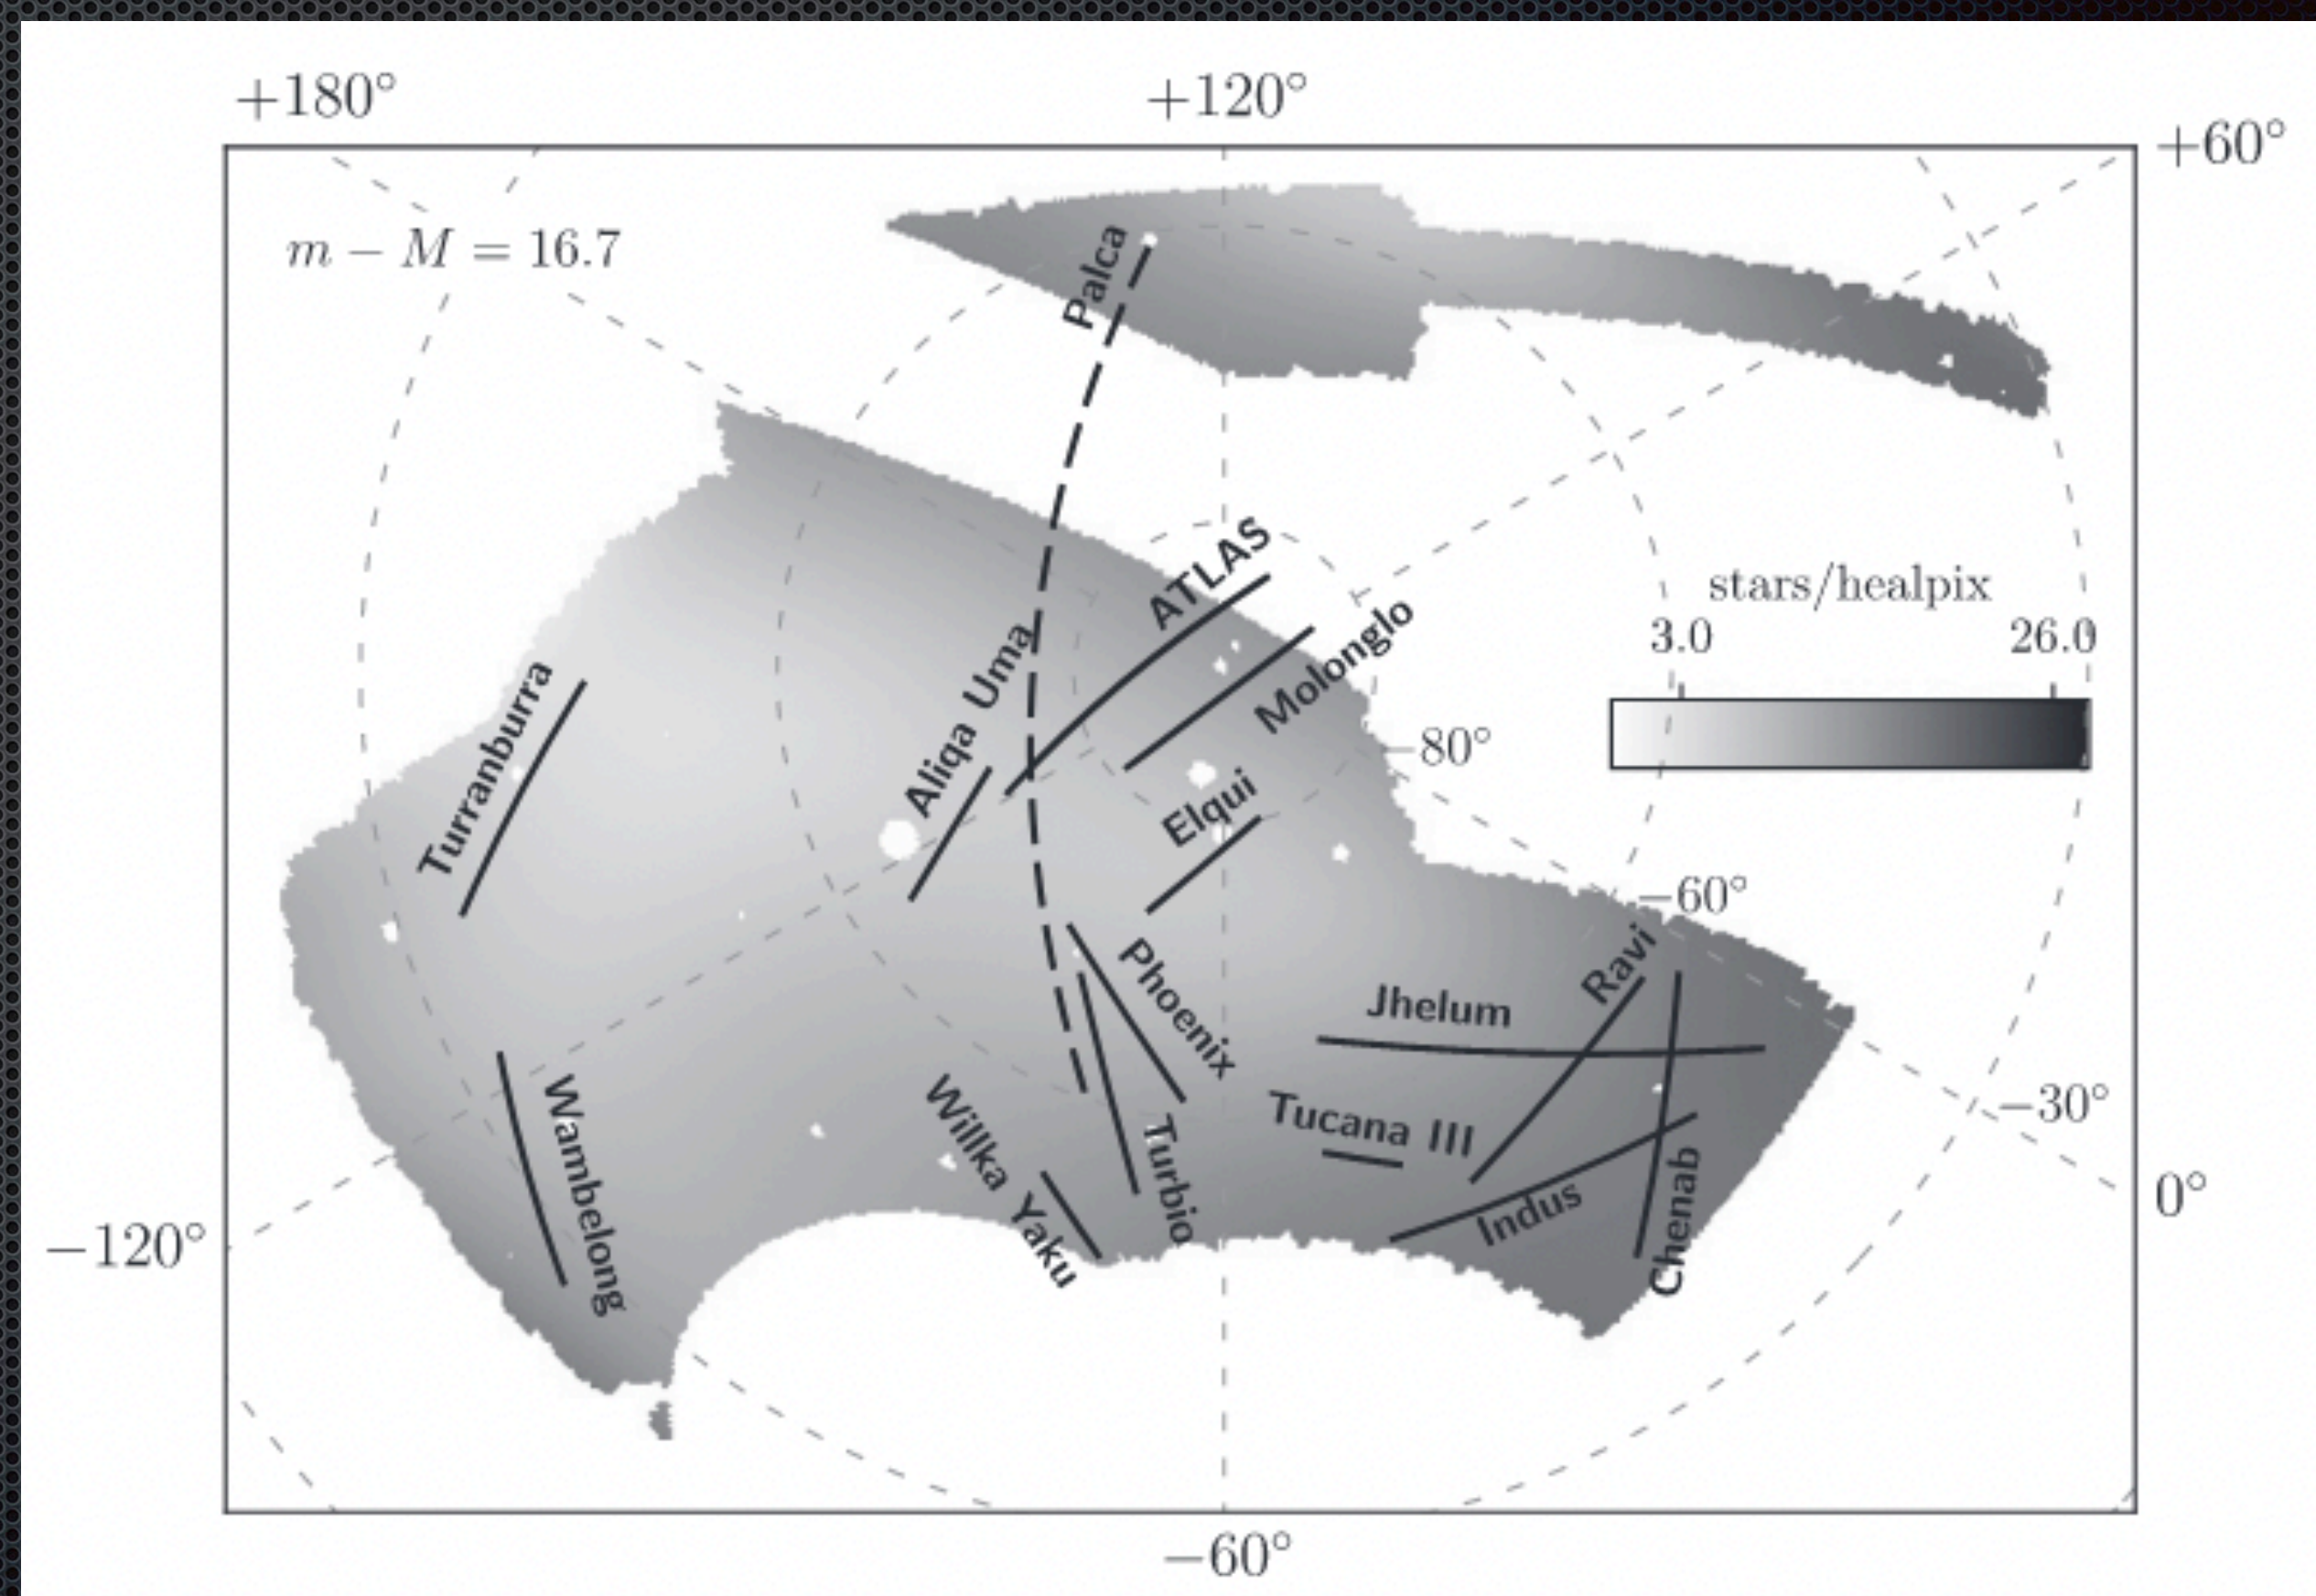 +180°
+120°
+60°
m − M = 16.7
Palca
ATLAS
stars/healpix
3.0
26.0
Molonglo
Aliqa Uma
Turranburra
−80°
Elqui
−60°
Ravi
Phoenix
Jhelum
−30°
Tucana III
Willka Yaku
Turbio
Wambelong
Indus
Chenab
0°
−120°
−60°